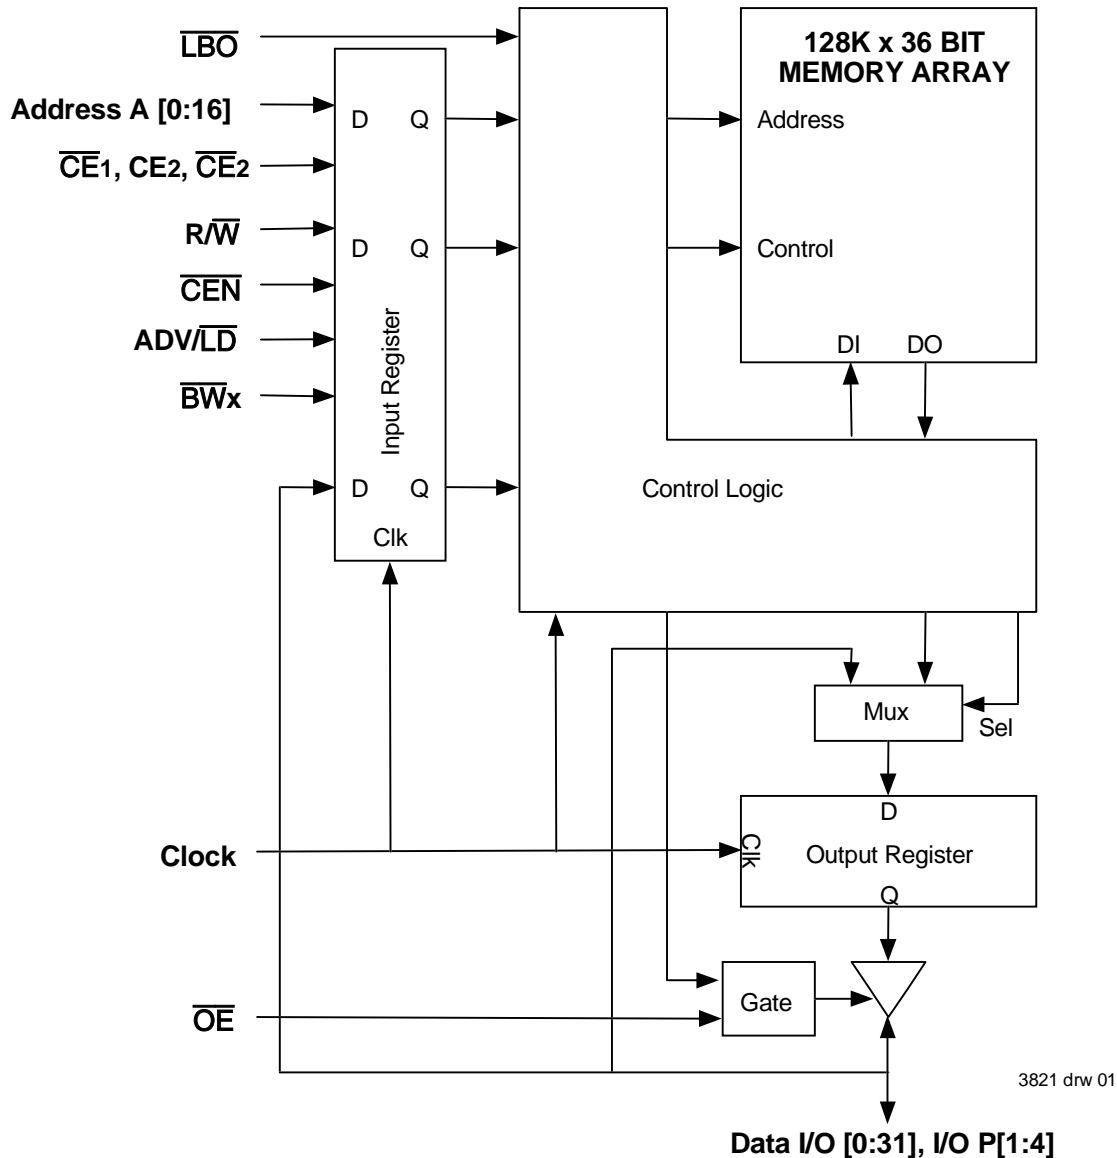 LBO
128K x 36 BIT
MEMORY ARRAY
Address A [0:16]
D Q
Address
CE1, CE2, CE2
R/W
D Q
Control
CEN
ADV/LD
Input Register
DI DO
BWx
D Q
Control Logic
Clk
Mux
Sel
D
Clock
Clk
Output Register
Q
Gate
OE
3821 drw 01
Data I/O [0:31], I/O P[1:4]